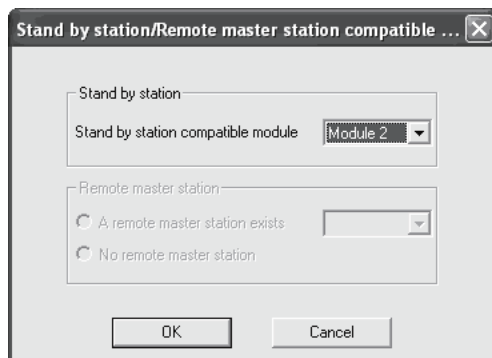 Stand by station/Remote master station compatible ...
Stand by station
Stand by station compatible module Module 2
Remote master station
A remote master station exists
No remote master station
OK Cancel